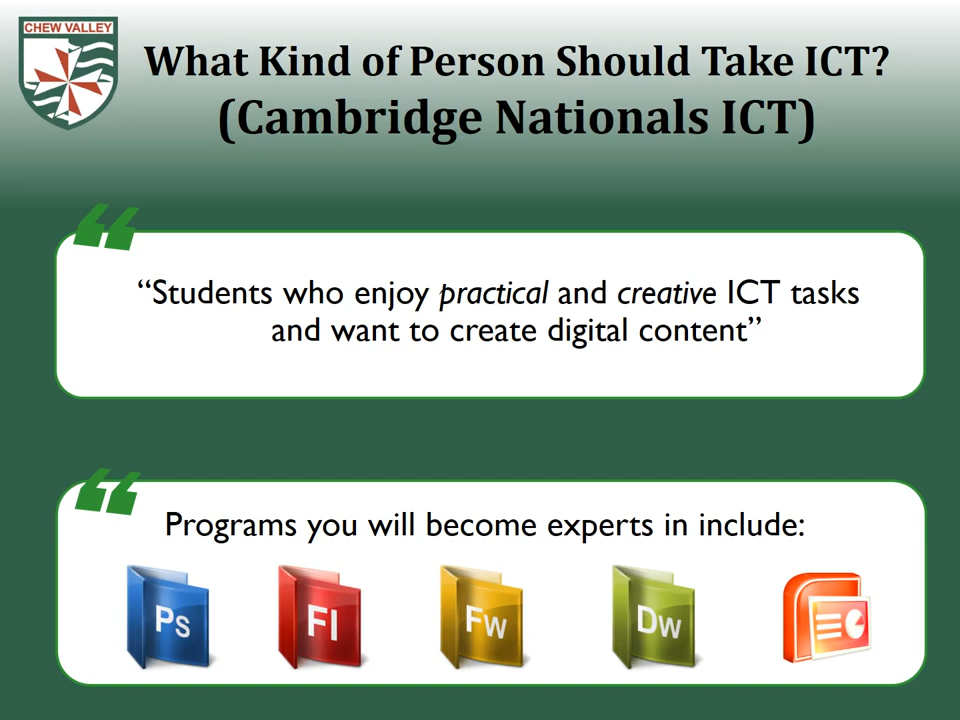 CHEW VALLEY
What Kind of Person Should Take ICT?
(Cambridge Nationals ICT)
“Students who enjoy practical and creative ICT tasks
and want to create digital content”
Programs you will become experts in include:
Ps Fl Fw Dw